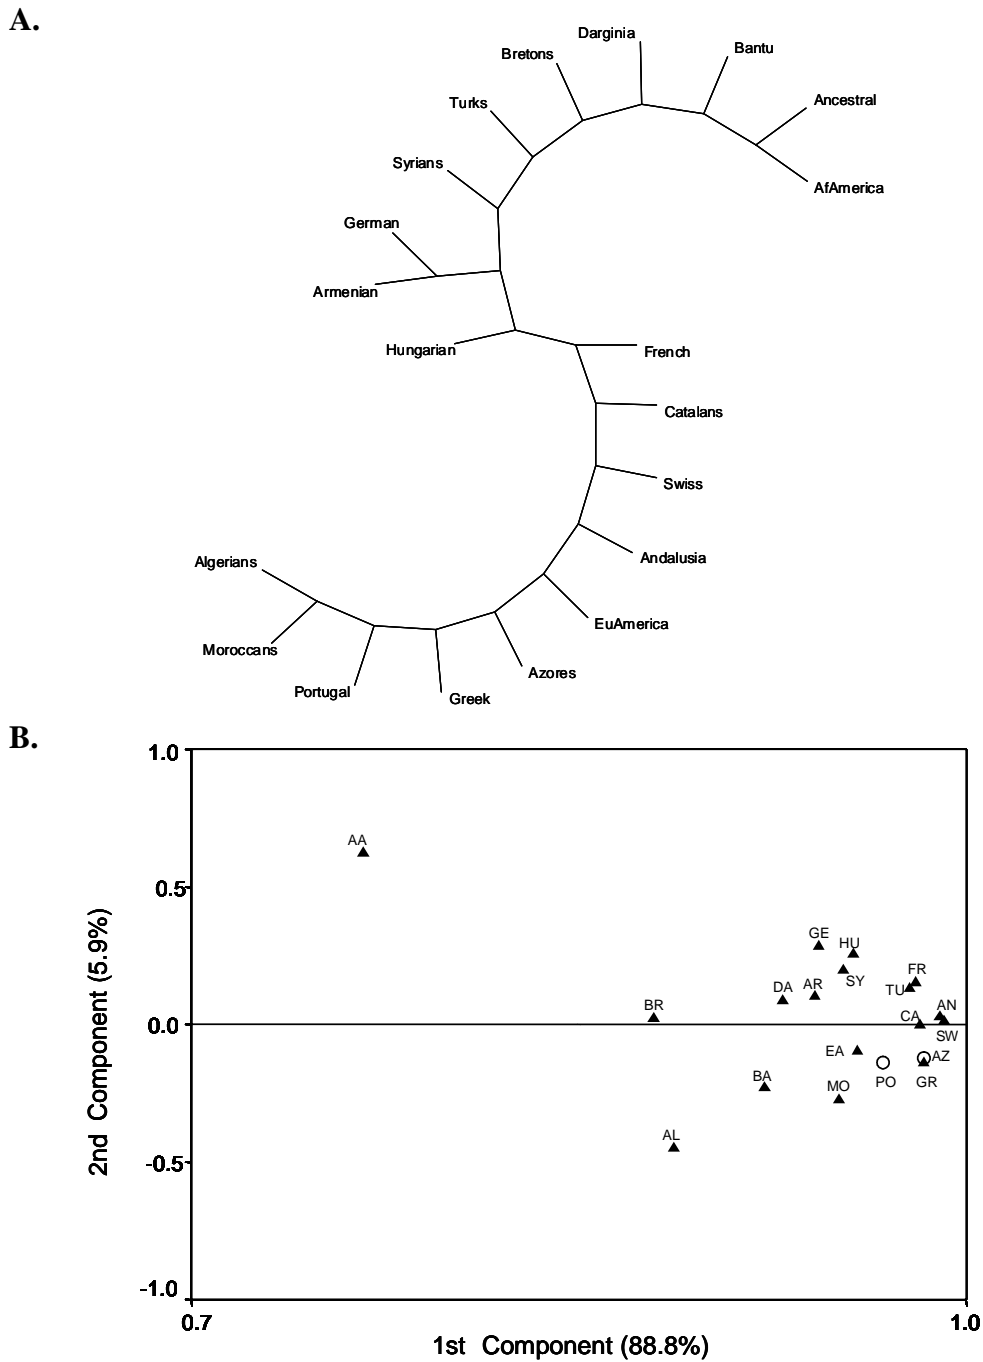 A.
Darginia
Bantu
Bretons
Ancestral
Turks
Syrians
AfAmerica
German
Armenian
Hungarian
French
Catalans
Swiss
Andalusia
Algerians
EuAmerica
Moroccans
Azores
Portugal
Greek
B.
1.0
AA
0.5
GE
HU
FR
SY
TU
DA
AR
BR
AN
CA
0.0
SW
EA
AZ
BA
MO
PO
GR
AL
-0.5
-1.0
2nd Component (5.9%)
0.7
1.0
1st Component (88.8%)